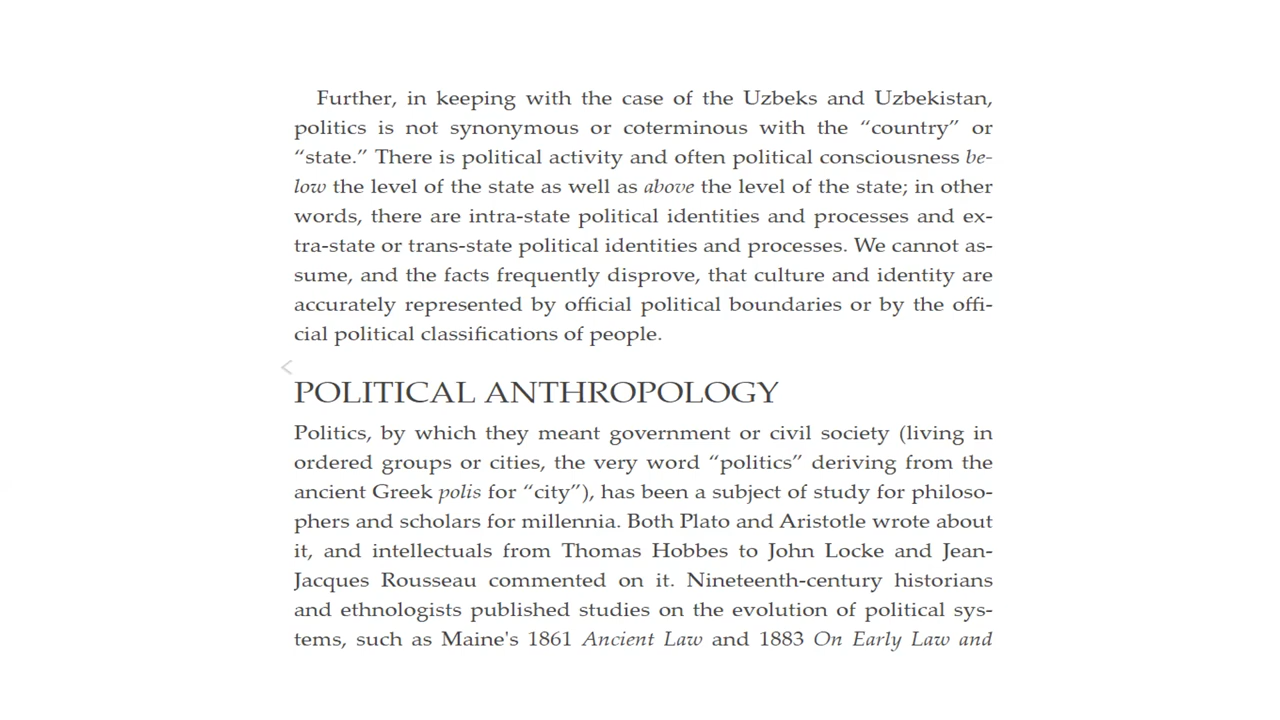 Further, in keeping with the case of the Uzbeks and Uzbekistan,
politics is not synonymous or coterminous with the “country” or
“state.” There is political activity and often political consciousness be-
low the level of the state as well as above the level of the state; in other
words, there are intra-state political identities and processes and ex-
tra-state or trans-state political identities and processes. We cannot as-
sume, and the facts frequently disprove, that culture and identity are
accurately represented by official political boundaries or by the offi-
cial political classifications of people.
POLITICAL ANTHROPOLOGY
Politics, by which they meant government or civil society (living in
ordered groups or cities, the very word “politics” deriving from the
ancient Greek polis for “city”), has been a subject of study for philoso-
phers and scholars for millennia. Both Plato and Aristotle wrote about
it, and intellectuals from Thomas Hobbes to John Locke and Jean-
Jacques Rousseau commented on it. Nineteenth-century historians
and ethnologists published studies on the evolution of political sys-
tems, such as Maine's 1861 Ancient Law and 1883 On Early Law and